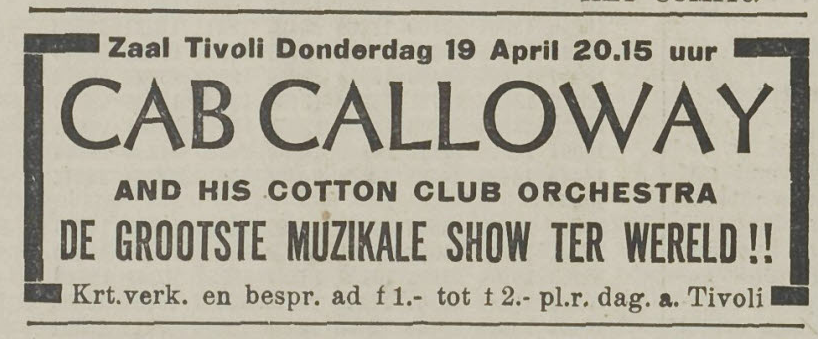 Zaal Tivoli Donderdag 19 April 20.15 uur
CAB CALLOWAY
AND HIS COTTON CLUB ORCHESTRA
DE GROOTSTE MUZIKALE SHOW TER WERELD !!
Krt.verk. en bespr. ad f 1.- tot f 2.- pl.r. dag. a. Tivoli